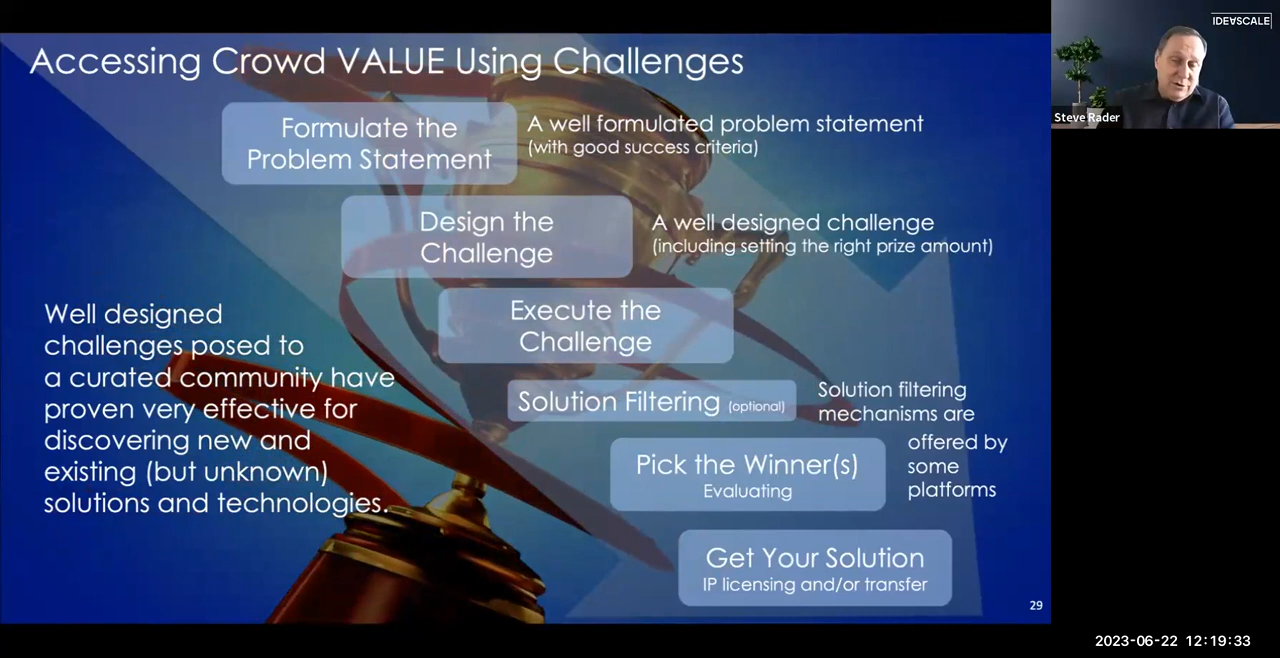 Accessing Crowd VALUE Using Challenges
Formulate the
Problem Statement
A well formulated problem statement
(with good success criteria)
Design the
Challenge
A well designed challenge
(including setting the right prize amount)
Execute the
Challenge
Well designed
challenges posed to
a curated community have
proven very effective for
discovering new and
existing (but unknown)
solutions and technologies.
Solution Filtering (optional)
Solution filtering
mechanisms are
offered by
some
platforms
Pick the Winner(s)
Evaluating
Get Your Solution
IP licensing and/or transfer
29
IDEASCALE
Steve Rader
2023-06-22 12:19:33